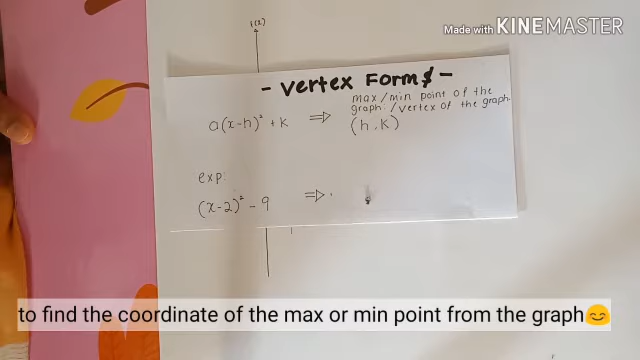 Made with KINEMASTER
f(x)
- Vertex Form -
max/min point of the
graph / vertex of the graph.
a(x-h)² + k ⇒ (h, k)
exp:
(x-2)² - 9 ⇒
to find the coordinate of the max or min point from the graph😊